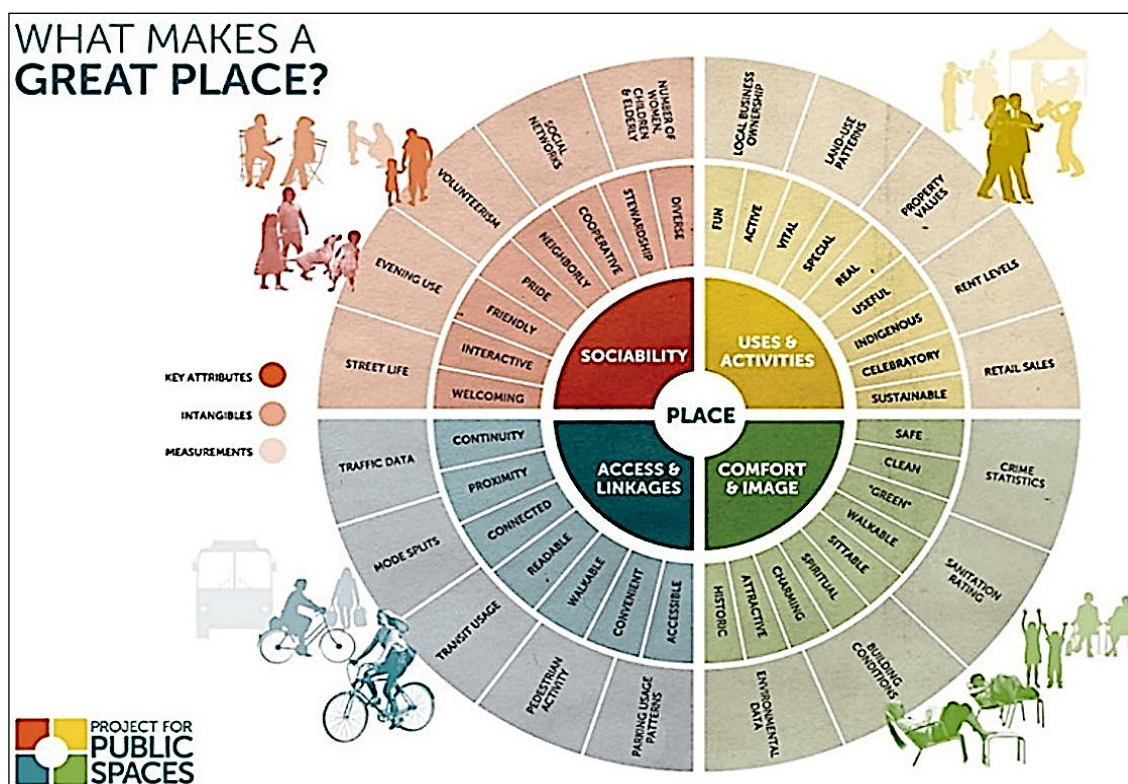 WHAT MAKES A
GREAT PLACE?
NUMBER OF
WOMEN,
CHILDREN
& ELDERLY
SOCIAL
NETWORKS
VOLUNTEERISM
EVENING USE
STREET LIFE
LOCAL BUSINESS
OWNERSHIP
LAND-USE
PATTERNS
PROPERTY
VALUES
RENT LEVELS
RETAIL SALES
DIVERSE
STEWARDSHIP
COOPERATIVE
NEIGHBORLY
PRIDE
FRIENDLY
INTERACTIVE
WELCOMING
FUN
ACTIVE
VITAL
SPECIAL
REAL
USEFUL
INDIGENOUS
CELEBRATORY
SUSTAINABLE
SOCIABILITY
USES &
ACTIVITIES
PLACE
ACCESS &
LINKAGES
COMFORT
& IMAGE
KEY ATTRIBUTES
INTANGIBLES
MEASUREMENTS
CONTINUITY
PROXIMITY
CONNECTED
READABLE
WALKABLE
CONVENIENT
ACCESSIBLE
SAFE
CLEAN
"GREEN"
WALKABLE
SITTABLE
SPIRITUAL
CHARMING
ATTRACTIVE
HISTORIC
TRAFFIC DATA
MODE SPLITS
TRANSIT USAGE
PEDESTRIAN
ACTIVITY
PARKING USAGE
PATTERNS
CRIME
STATISTICS
SANITATION
RATING
BUILDING
CONDITIONS
ENVIRONMENTAL
DATA
PROJECT FOR
PUBLIC
SPACES